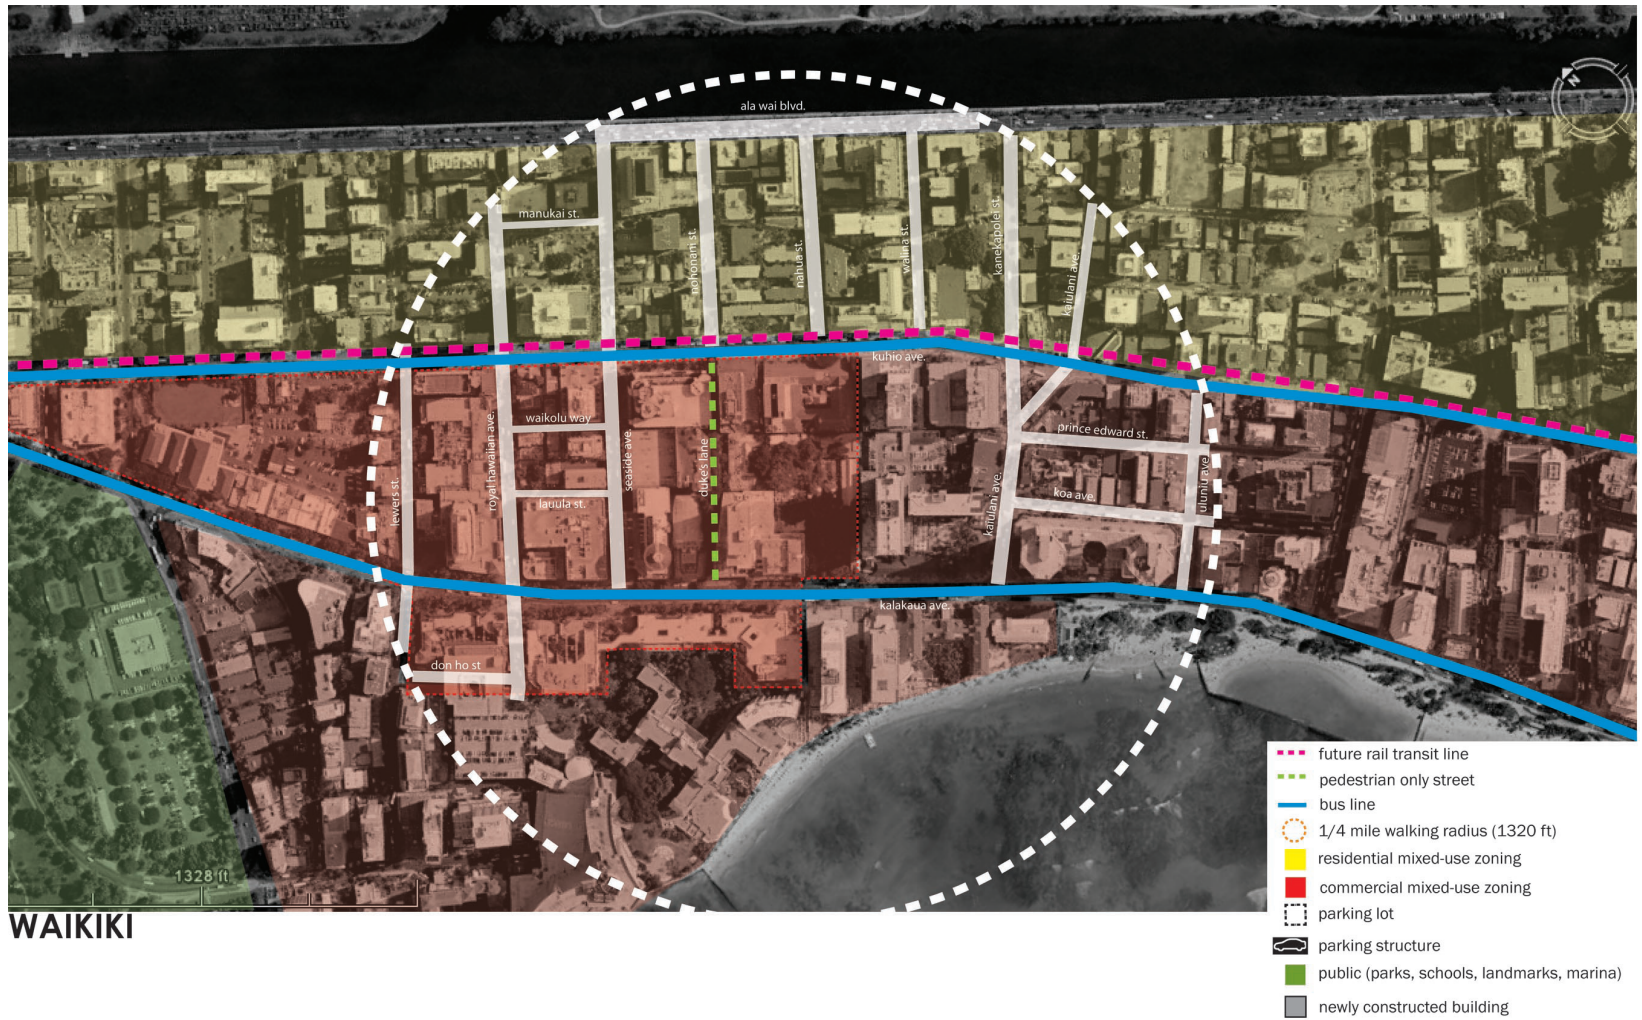 ala wai blvd.
N
manukai st.
nohonani st.
nahua st.
walina st.
kanekapolei st.
kaiulani ave.
kuhio ave.
lewers st.
royal hawaiian ave.
waikolu way
lauula st.
seaside ave.
duke's lane
kaiulani ave.
prince edward st.
koa ave.
uluniu ave.
kalakaua ave.
don ho st
1328 ft
WAIKIKI
future rail transit line
pedestrian only street
bus line
1/4 mile walking radius (1320 ft)
residential mixed-use zoning
commercial mixed-use zoning
parking lot
parking structure
public (parks, schools, landmarks, marina)
newly constructed building